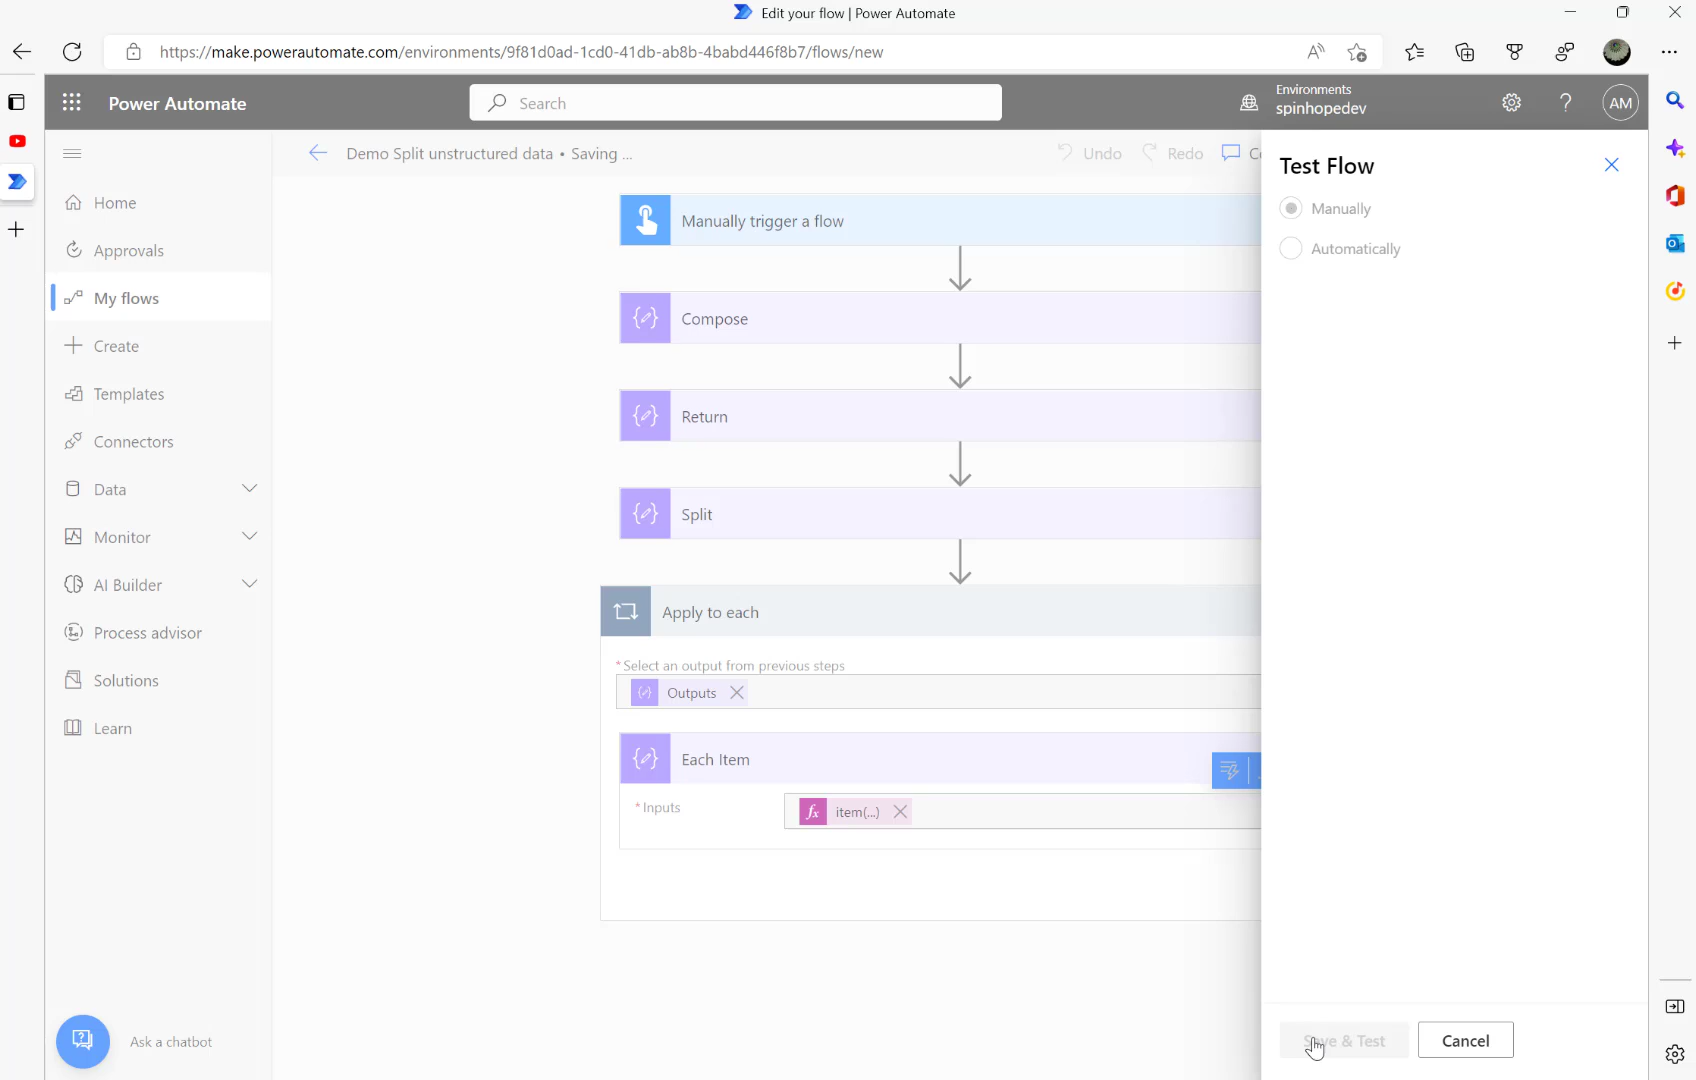 Edit your flow | Power Automate
https://make.powerautomate.com/environments/9f81d0ad-1cd0-41db-ab8b-4babd446f8b7/flows/new
Power Automate
Search
Environments
spinhopedev
AM
Demo Split unstructured data • Saving ...
Undo
Redo
Home
Approvals
My flows
Create
Templates
Connectors
Data
Monitor
AI Builder
Process advisor
Solutions
Learn
Ask a chatbot
Manually trigger a flow
Compose
Return
Split
Apply to each
* Select an output from previous steps
Outputs
Each Item
* Inputs
fx item(...)
Test Flow
Manually
Automatically
Save & Test
Cancel